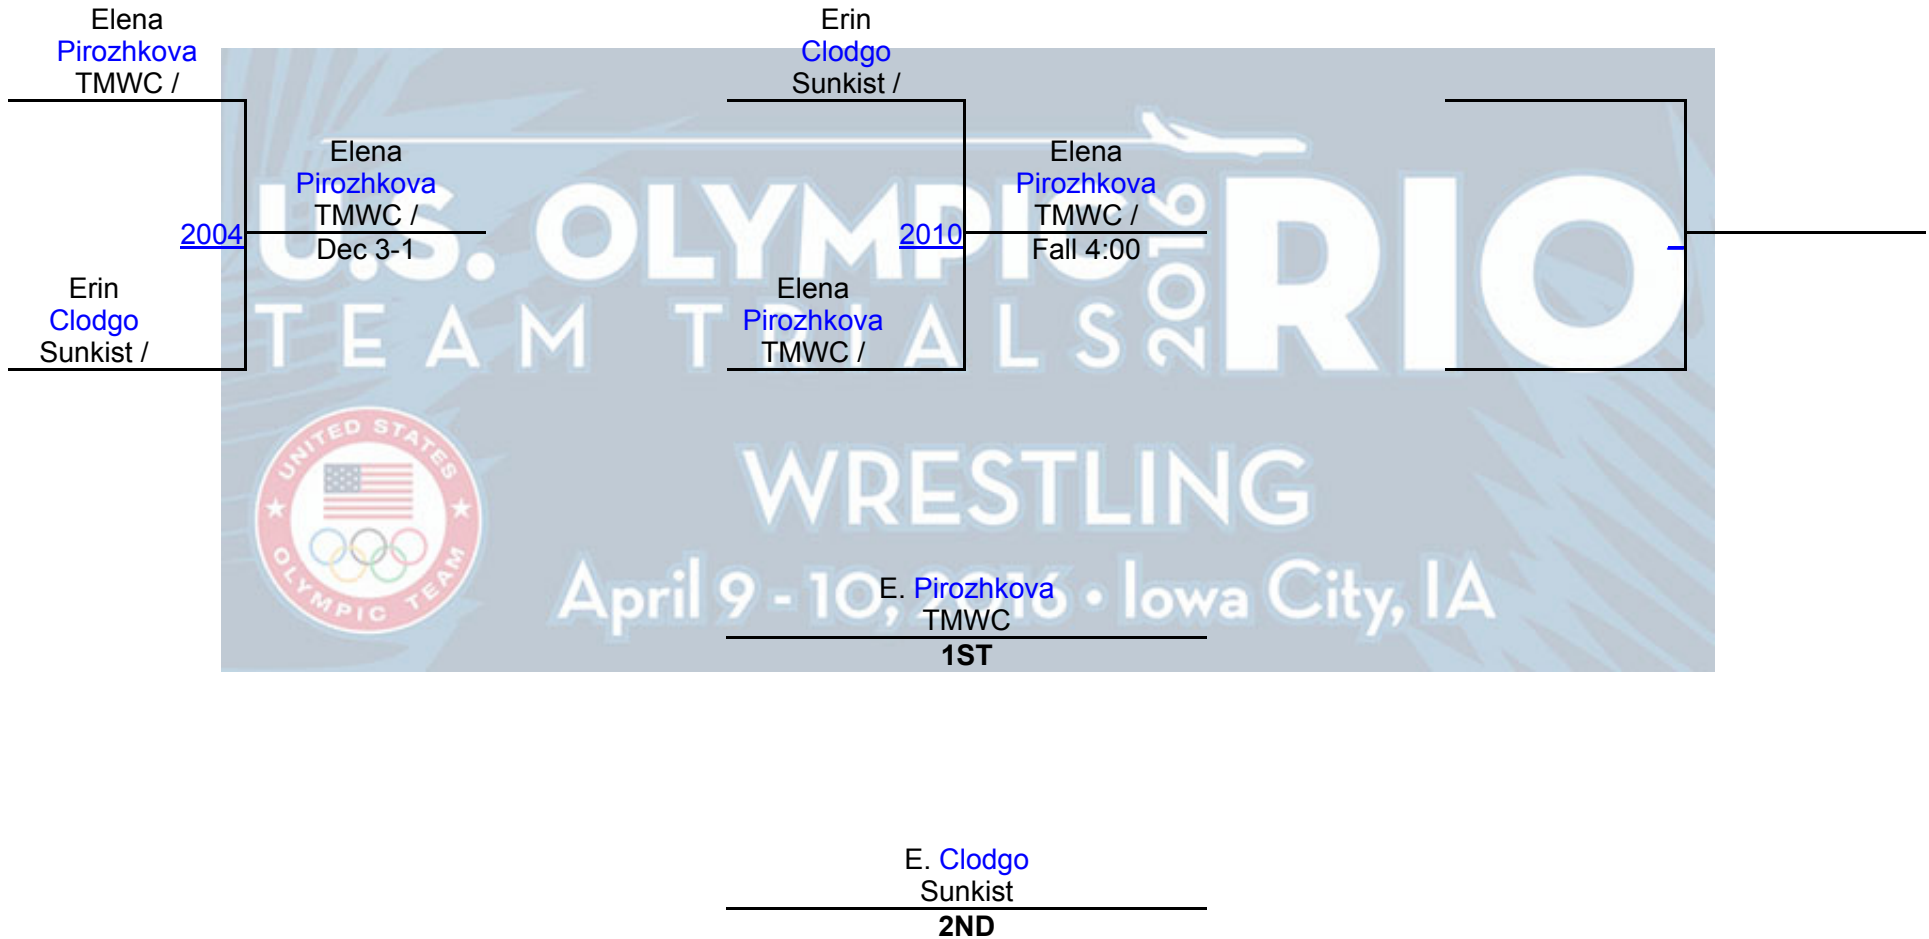 Elena
Pirozhkova
TMWC /
Erin
Clodgo
Sunkist /
2004
Elena
Pirozhkova
TMWC /
Dec 3-1
Erin
Clodgo
Sunkist /
Elena
Pirozhkova
TMWC /
2010
Elena
Pirozhkova
TMWC /
Fall 4:00
U.S. OLYMPIC
TEAM TRIALS
2016
RIO
UNITED STATES
OLYMPIC TEAM
WRESTLING
April 9 - 10, 2016 • Iowa City, IA
E. Pirozhkova
TMWC
1ST
E. Clodgo
Sunkist
2ND